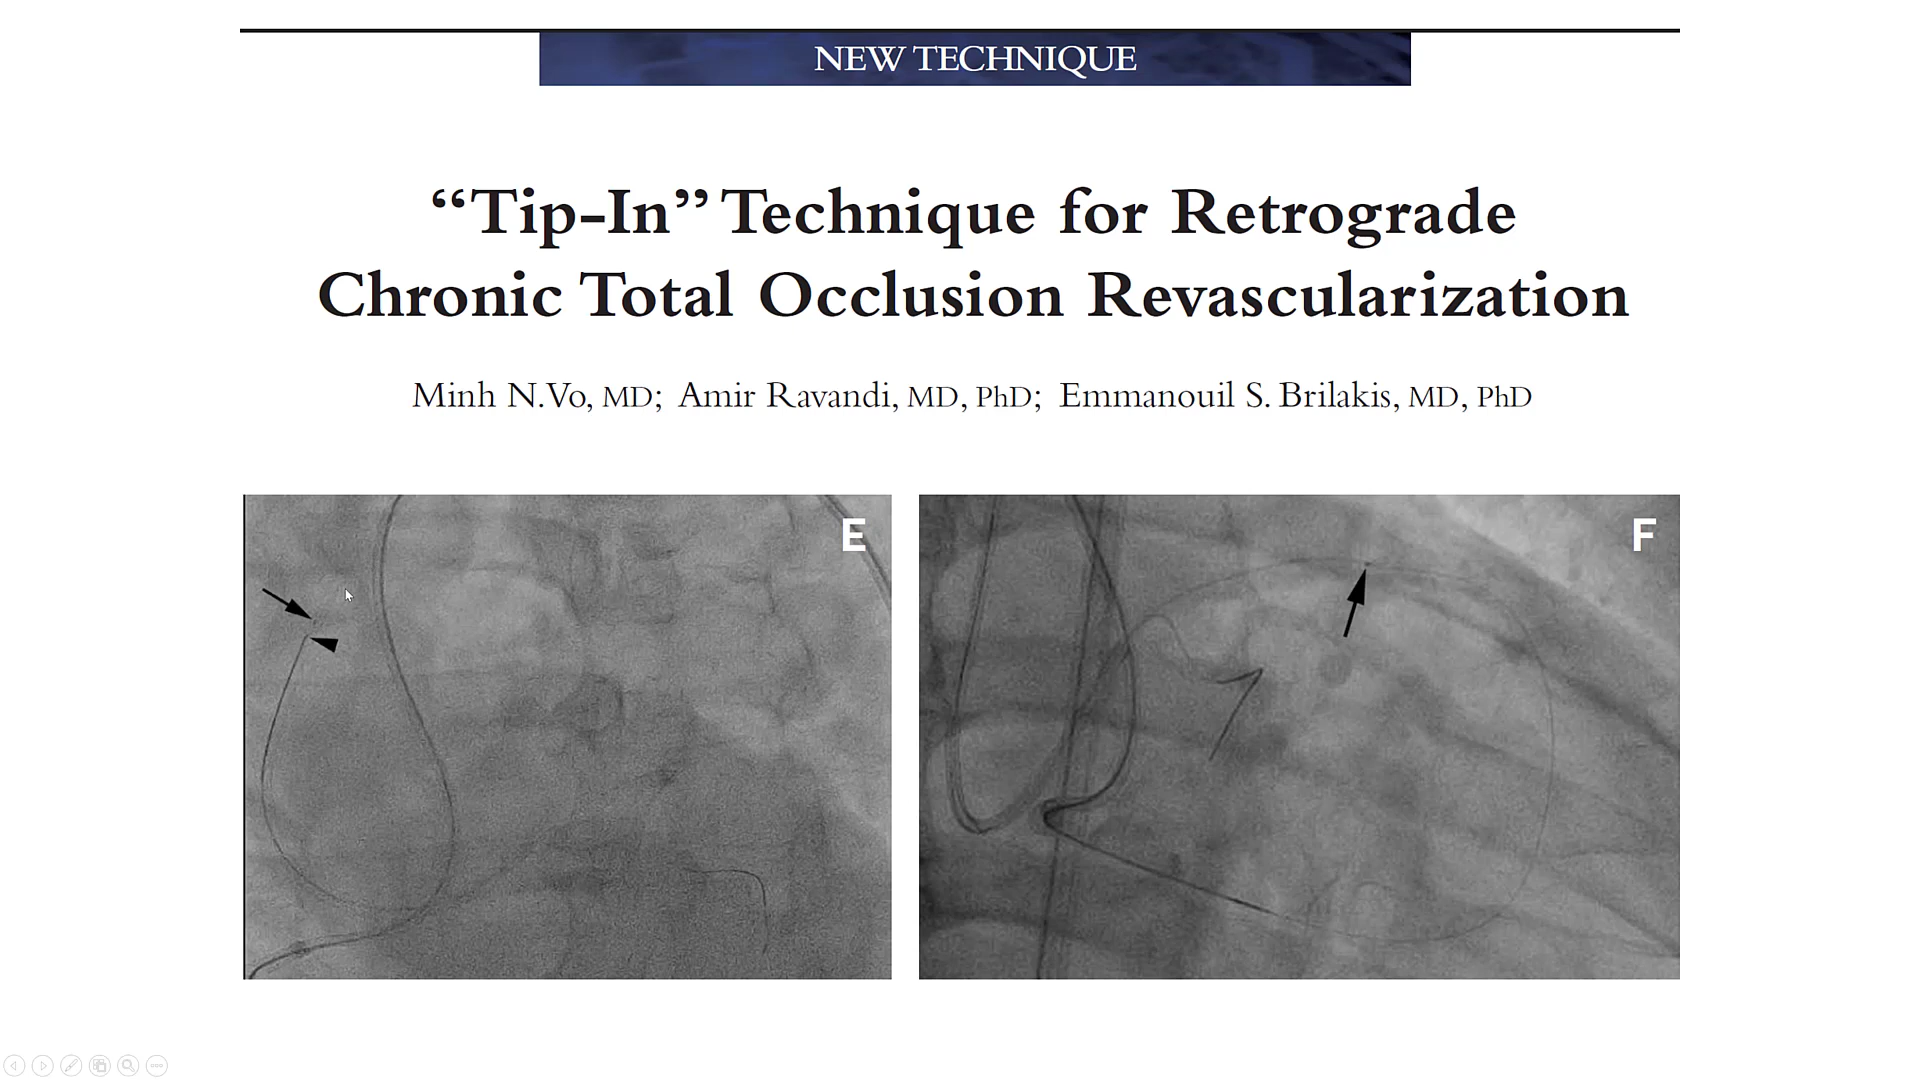 NEW TECHNIQUE
“Tip-In” Technique for Retrograde
Chronic Total Occlusion Revascularization
Minh N. Vo, MD; Amir Ravandi, MD, PhD; Emmanouil S. Brilakis, MD, PhD
E
F